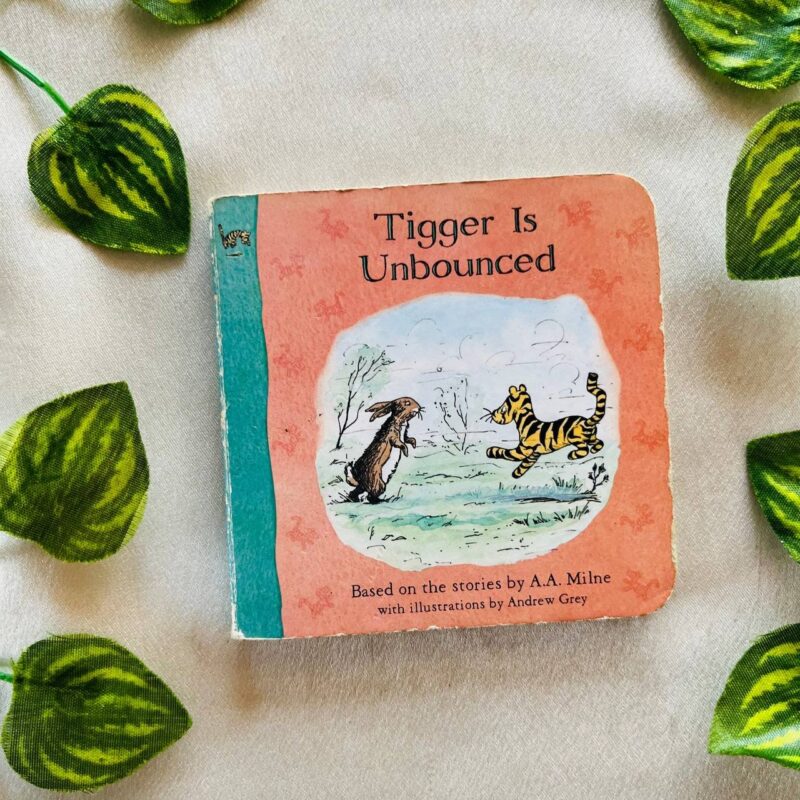 Tigger Is
Unbounced
Based on the stories by A.A. Milne
with illustrations by Andrew Grey